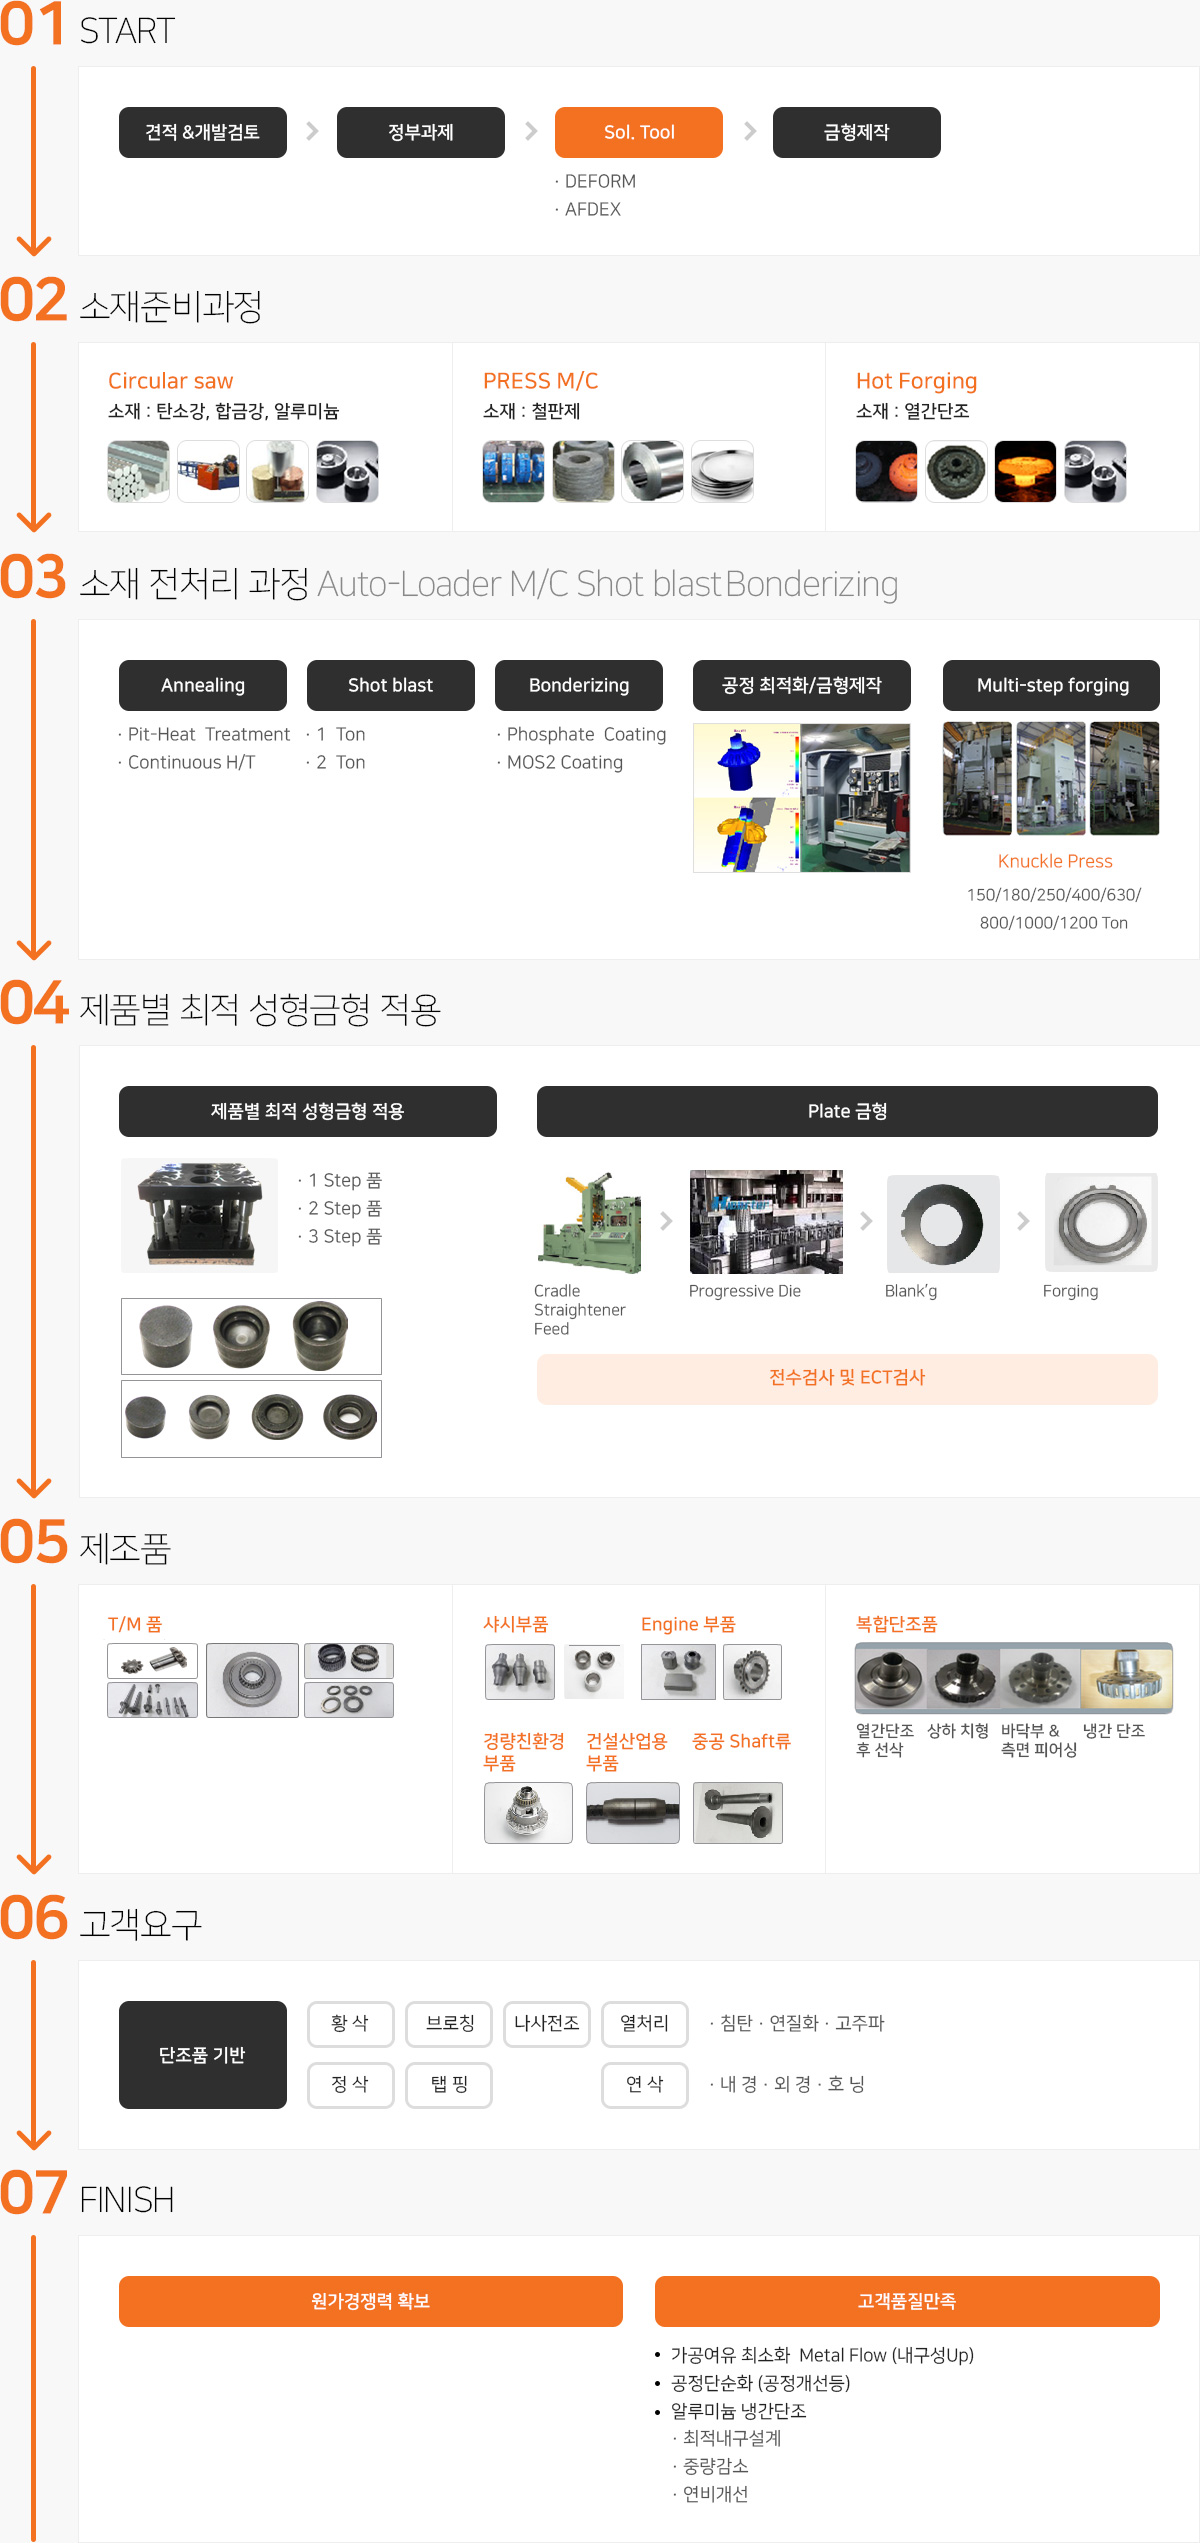 01 START
견적 &개발검토
정부과제
Sol. Tool
금형제작
· DEFORM
· AFDEX
02 소재준비과정
Circular saw
소재 : 탄소강, 합금강, 알루미늄
PRESS M/C
소재 : 철판제
Hot Forging
소재 : 열간단조
03 소재 전처리 과정 Auto-Loader M/C Shot blast Bonderizing
Annealing
· Pit-Heat Treatment
· Continuous H/T
Shot blast
· 1 Ton
· 2 Ton
Bonderizing
· Phosphate Coating
· MOS2 Coating
공정 최적화/금형제작
Multi-step forging
Knuckle Press
150/180/250/400/630/
800/1000/1200 Ton
04 제품별 최적 성형금형 적용
제품별 최적 성형금형 적용
· 1 Step 품
· 2 Step 품
· 3 Step 품
Plate 금형
Cradle
Straightener
Feed
Progressive Die
Blank’g
Forging
전수검사 및 ECT검사
05 제조품
T/M 품
샤시부품
Engine 부품
경량친환경
부품
건설산업용
부품
중공 Shaft류
복합단조품
열간단조
후 선삭
상하 치형
바닥부 &
측면 피어싱
냉간 단조
06 고객요구
단조품 기반
황 삭
브로칭
나사전조
열처리
· 침탄 · 연질화 · 고주파
정 삭
탭 핑
연 삭
· 내 경 · 외 경 · 호 닝
07 FINISH
원가경쟁력 확보
고객품질만족
• 가공여유 최소화 Metal Flow (내구성Up)
• 공정단순화 (공정개선등)
• 알루미늄 냉간단조
· 최적내구설계
· 중량감소
· 연비개선